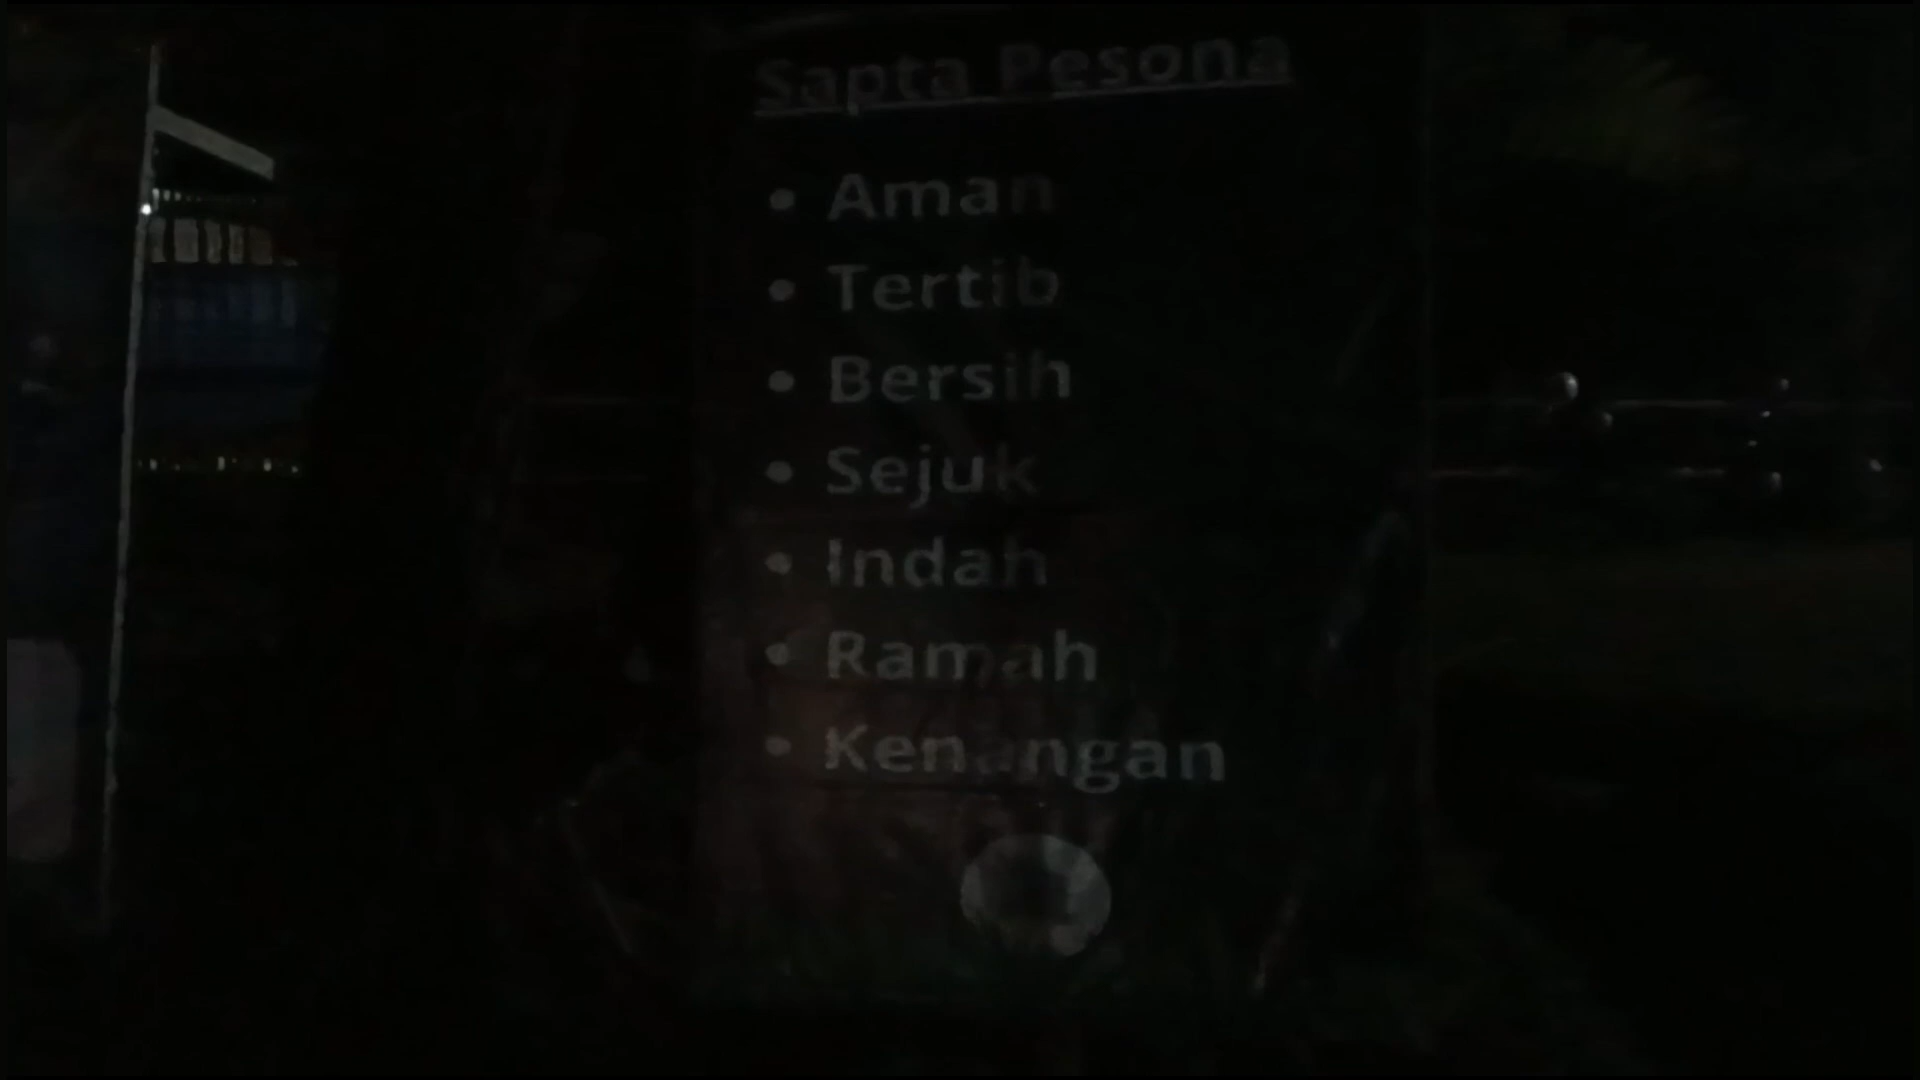 Sapta Pesona
• Aman
• Tertib
• Bersih
• Sejuk
• Indah
• Ramah
• Kenangan